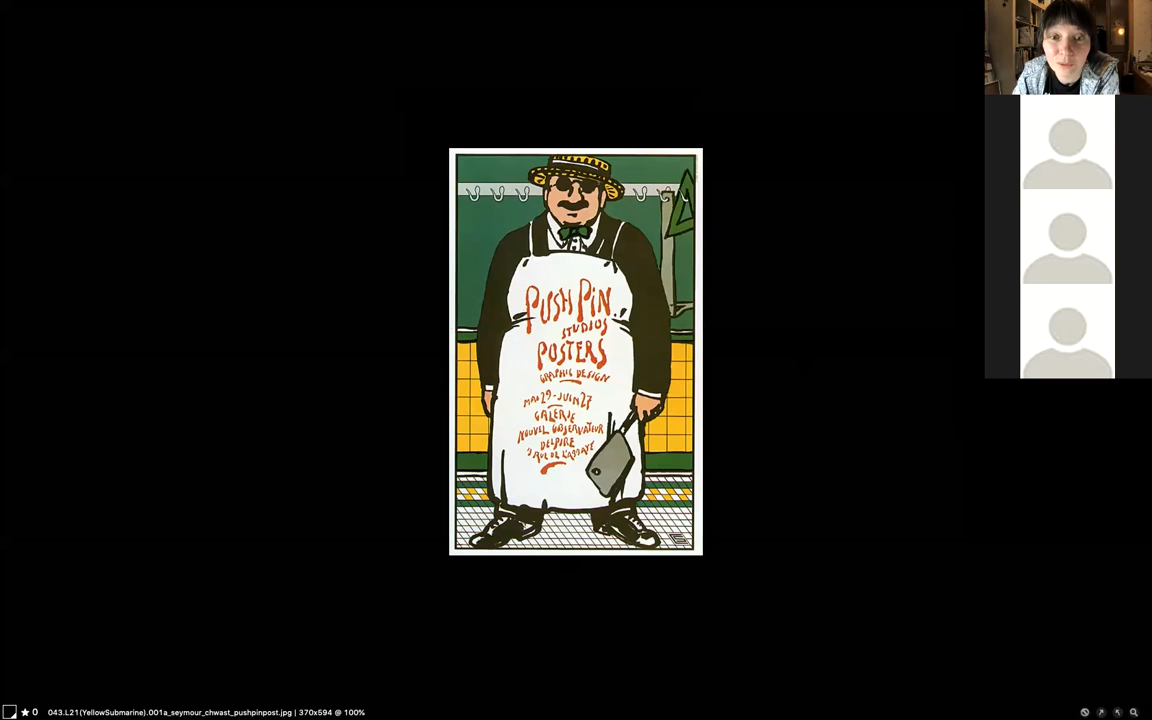 PUSH PIN
STUDIOS
POSTERS
GRAPHIC DESIGN
MAI 29 - JUIN 27
GALERIE
NOUVEL OBSERVATEUR
DELPIRE
RUE DE L'ABBAYE
★ 0 043.L21(YellowSubmarine).001a_seymour_chwast_pushpinpost.jpg | 370x594 @ 100%